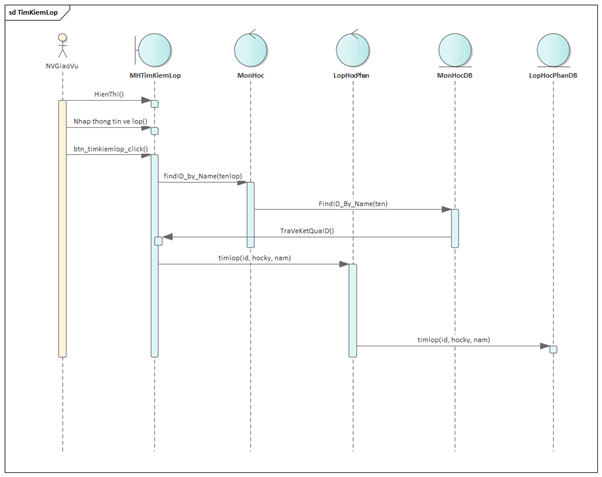 sd TimKiemLop
NVGiaoVu
MHTimKiemLop
MonHoc
LopHocPhan
MonHocDB
LopHocPhanDB
HienThi()
Nhap thong tin ve lop()
btn_timkiemlop_click()
findID_by_Name(tenlop)
FindID_By_Name(ten)
TraVeKetQuaID()
timlop(id, hocky, nam)
timlop(id, hocky, nam)